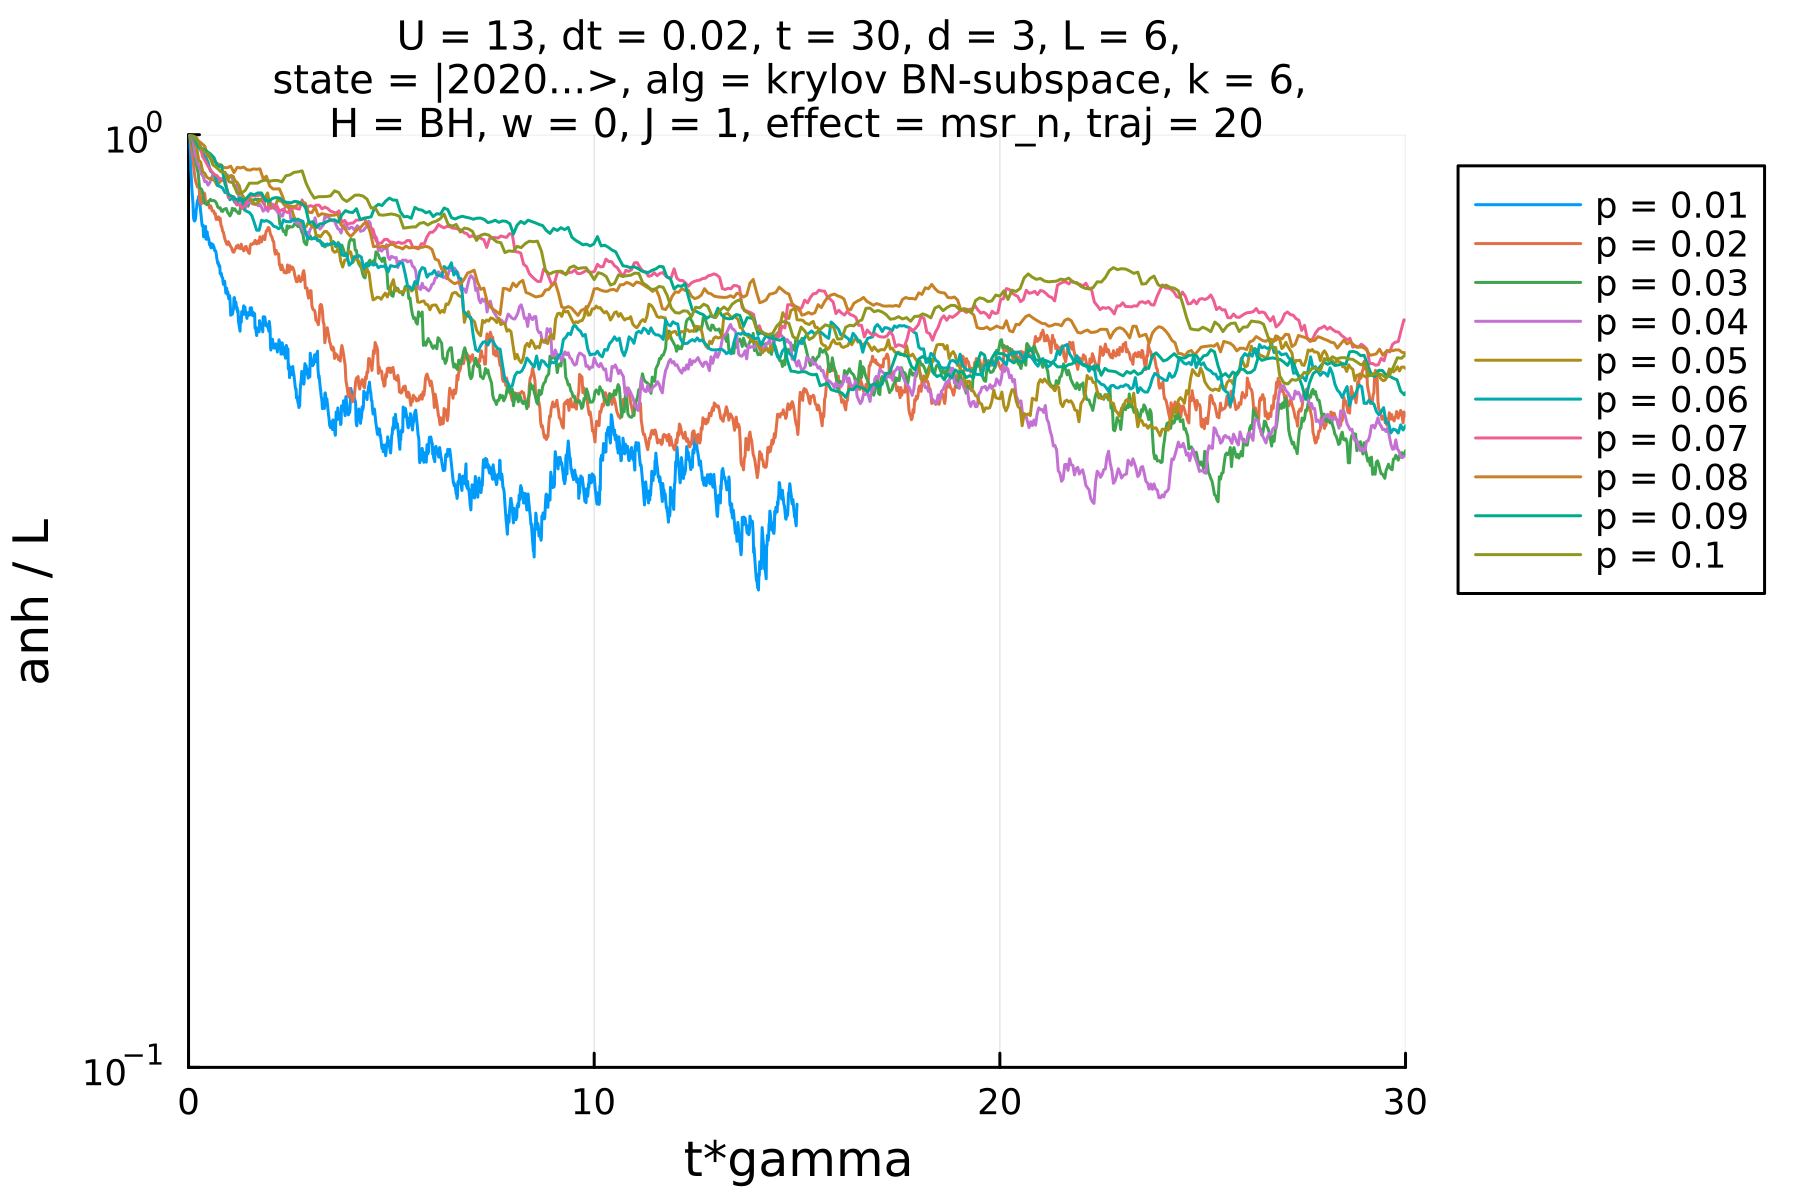 U = 13, dt = 0.02, t = 30, d = 3, L = 6,
state = |2020...>, alg = krylov BN-subspace, k = 6,
H = BH, w = 0, J = 1, effect = msr_n, traj = 20
10⁰
10⁻¹
anh / L
0 10 20 30
t*gamma
p = 0.01
p = 0.02
p = 0.03
p = 0.04
p = 0.05
p = 0.06
p = 0.07
p = 0.08
p = 0.09
p = 0.1